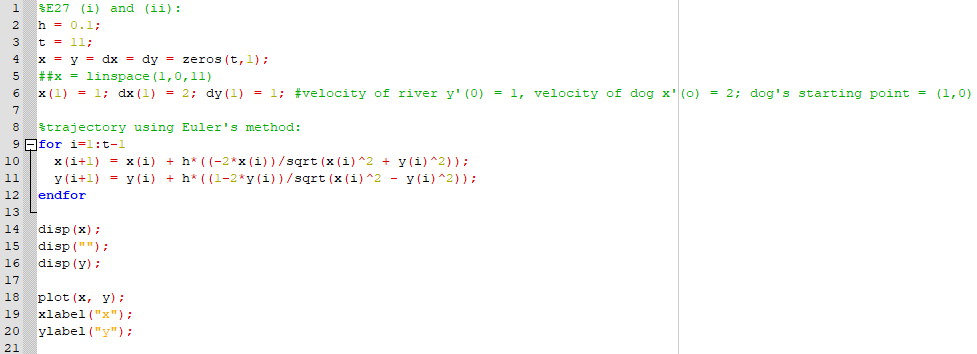 1 %E27 (i) and (ii):
2 h = 0.1;
3 t = 11;
4 x = y = dx = dy = zeros(t,1);
5 ##x = linspace(1,0,11)
6 x(1) = 1; dx(1) = 2; dy(1) = 1; #velocity of river y'(0) = 1, velocity of dog x'(o) = 2; dog's starting point = (1,0)
7
8 %trajectory using Euler's method:
9 for i=1:t-1
10 x(i+1) = x(i) + h*((-2*x(i))/sqrt(x(i)^2 + y(i)^2));
11 y(i+1) = y(i) + h*((1-2*y(i))/sqrt(x(i)^2 - y(i)^2));
12 endfor
13
14 disp(x);
15 disp("");
16 disp(y);
17
18 plot(x, y);
19 xlabel("x");
20 ylabel("y");
21